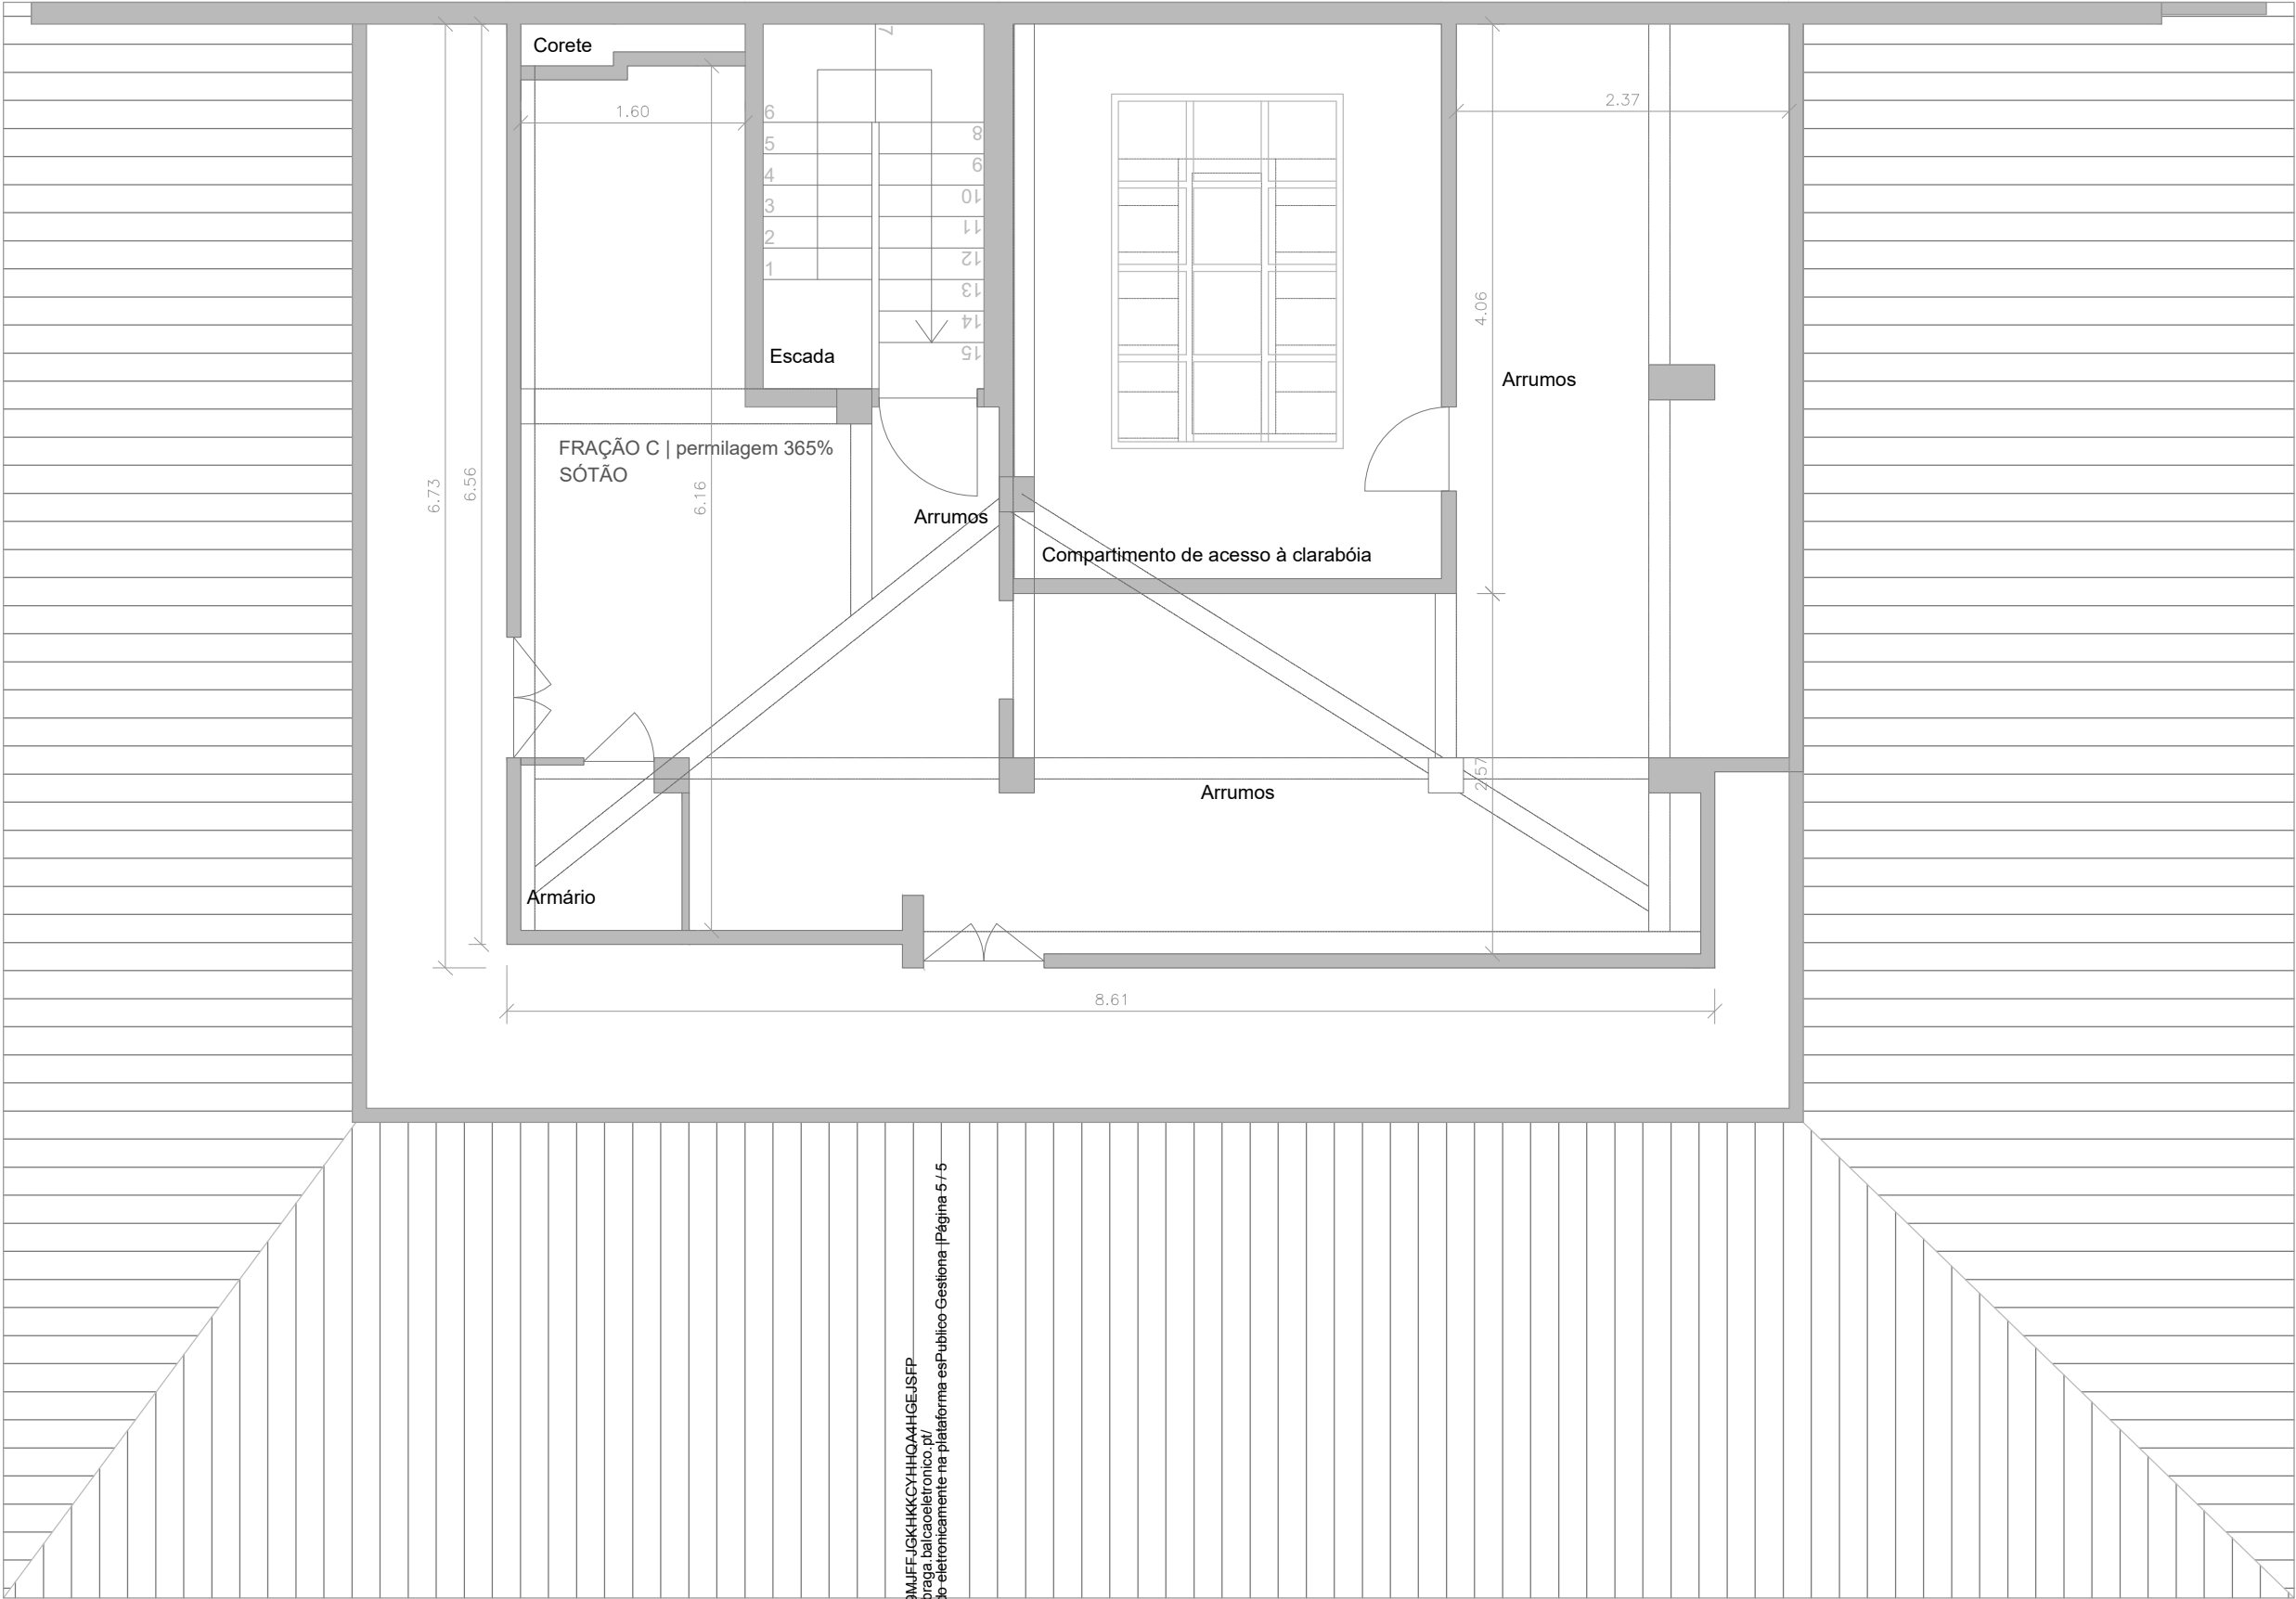 Corete
7
1.60
2.37
6
5
4
3
2
1
8
9
10
11
12
13
14
15
Escada
4.06
Arrumos
FRAÇÃO C | permilagem 365%
SÓTÃO
6.73
6.56
6.16
Arrumos
Compartimento de acesso à clarabóia
2.57
Arrumos
Armário
8.61
9MJFFJGKHKKCYHHQA4HGEJSFP
braga.balcaoeletronico.pt/
do eletronicamente na plataforma esPublico Gestiona |Página 5 / 5